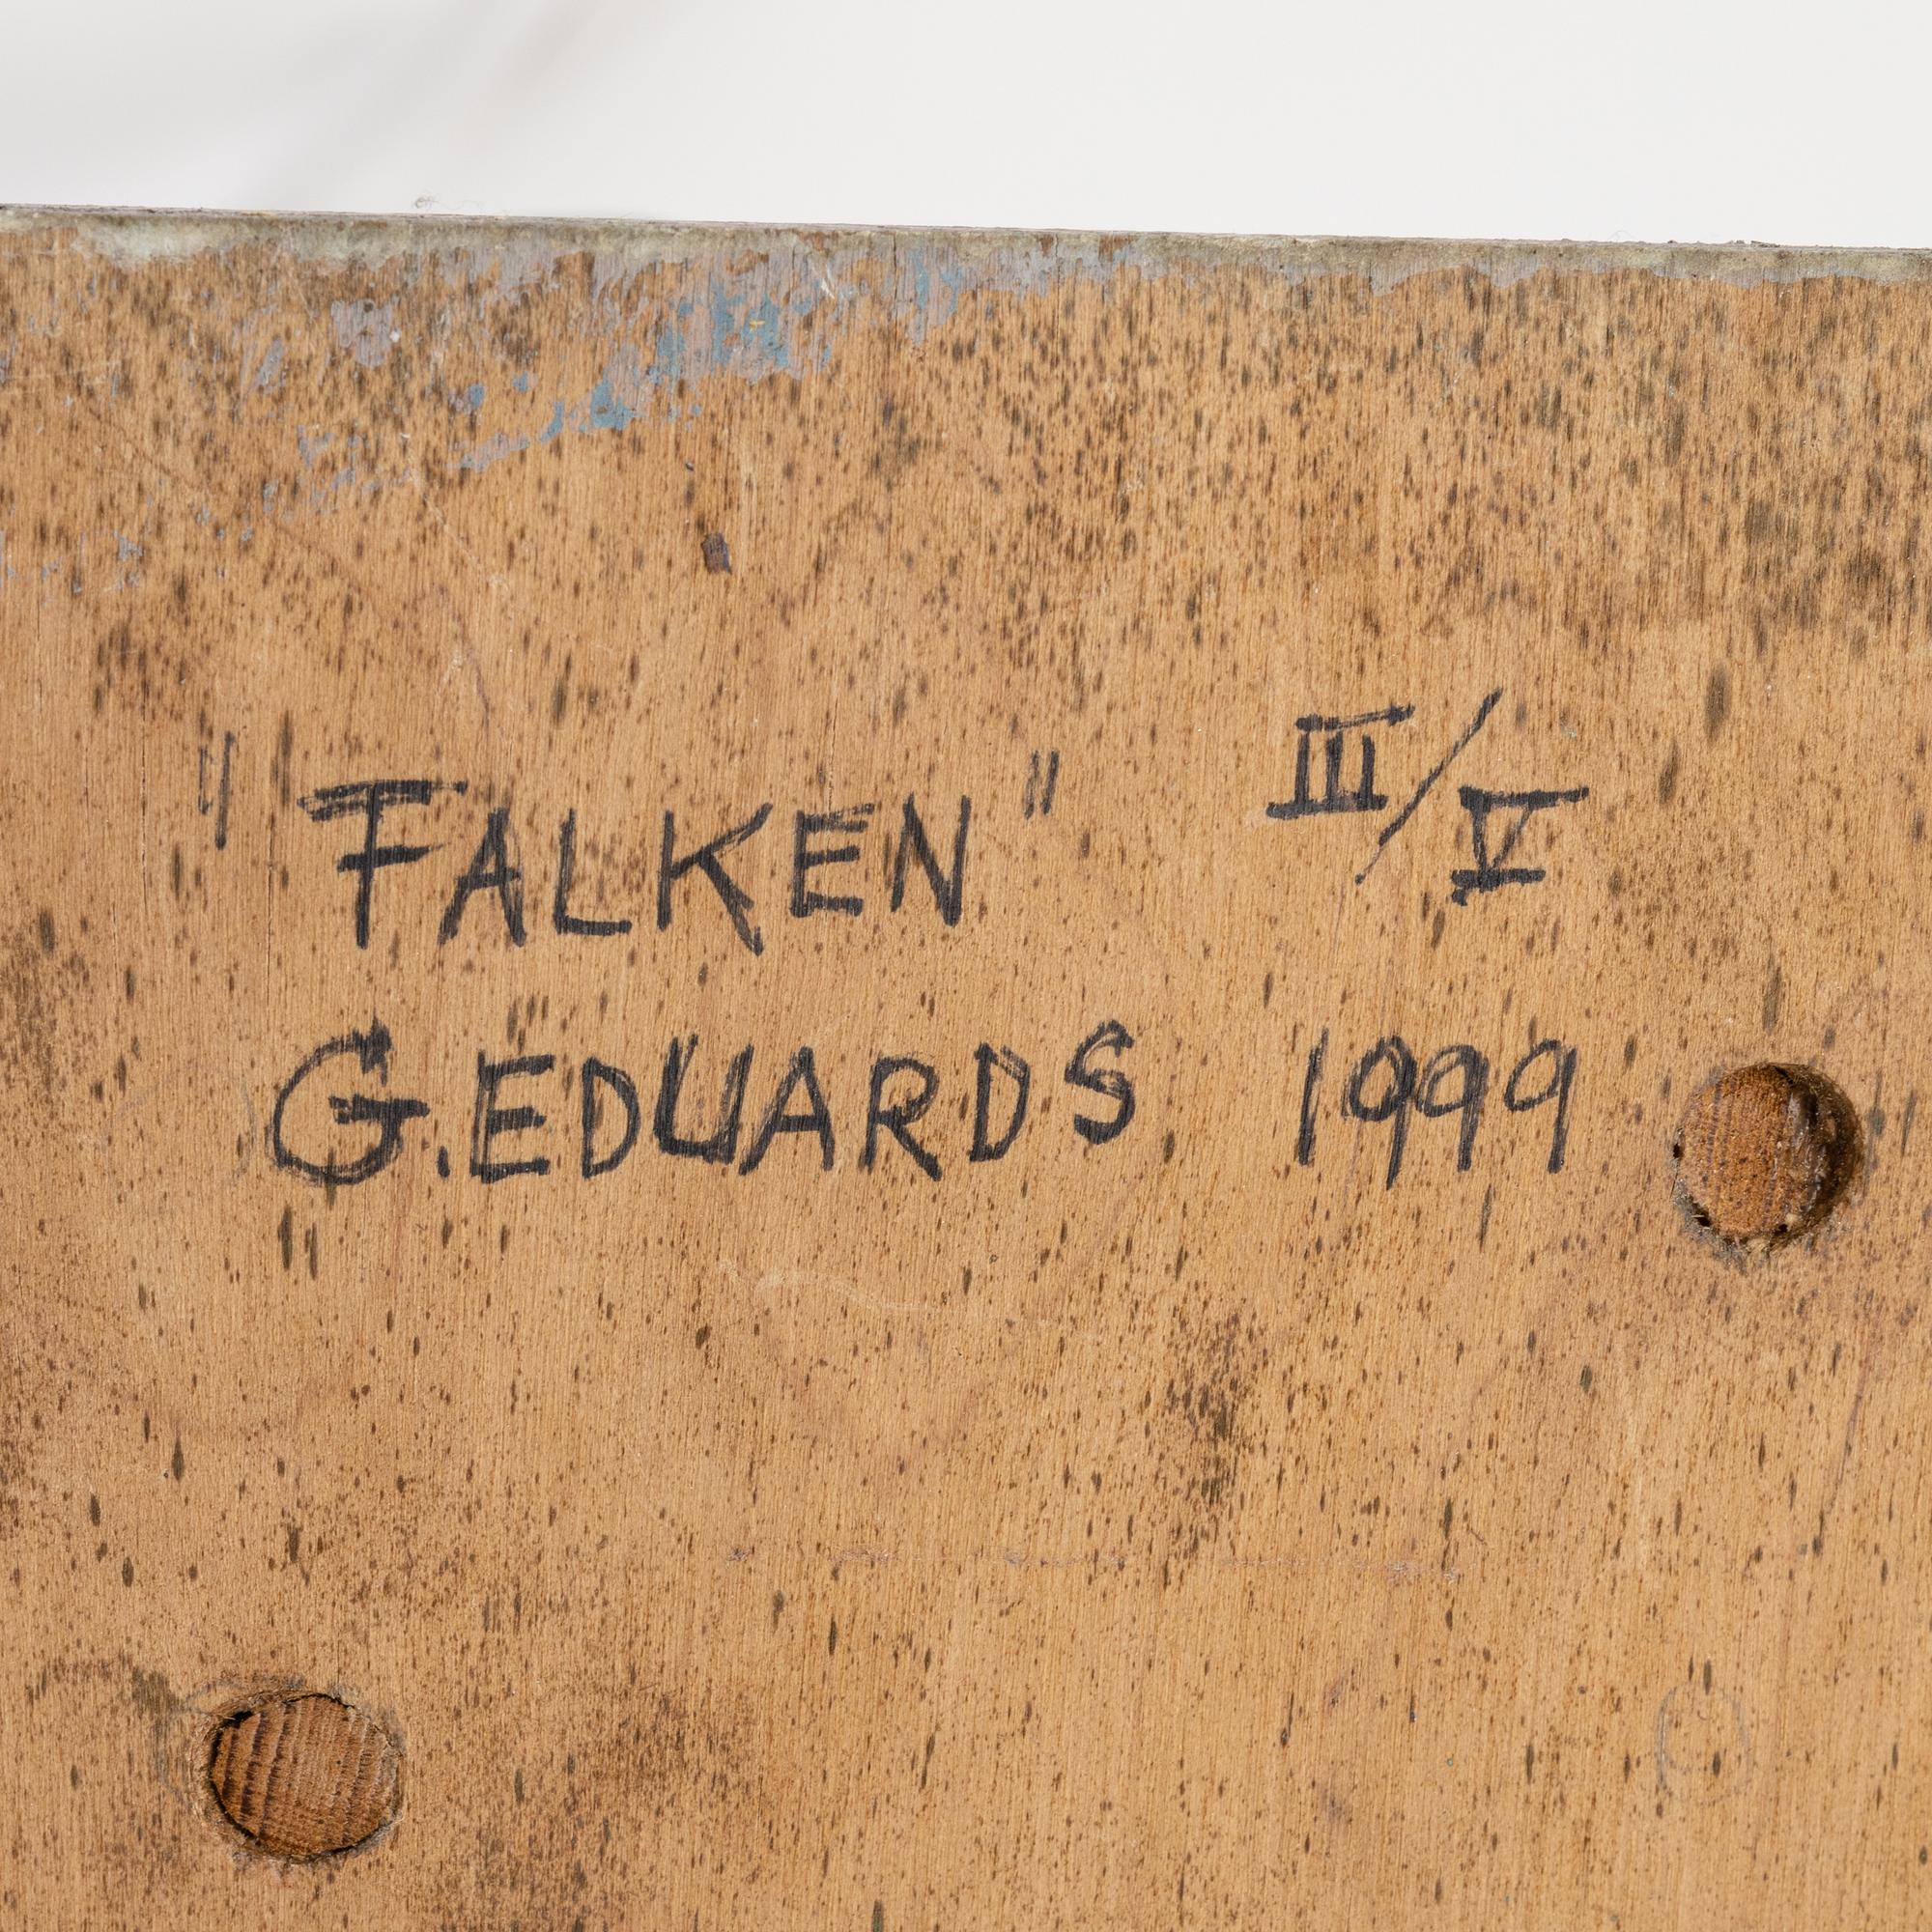 "FALKEN" III/V
G.EDUARDS 1999